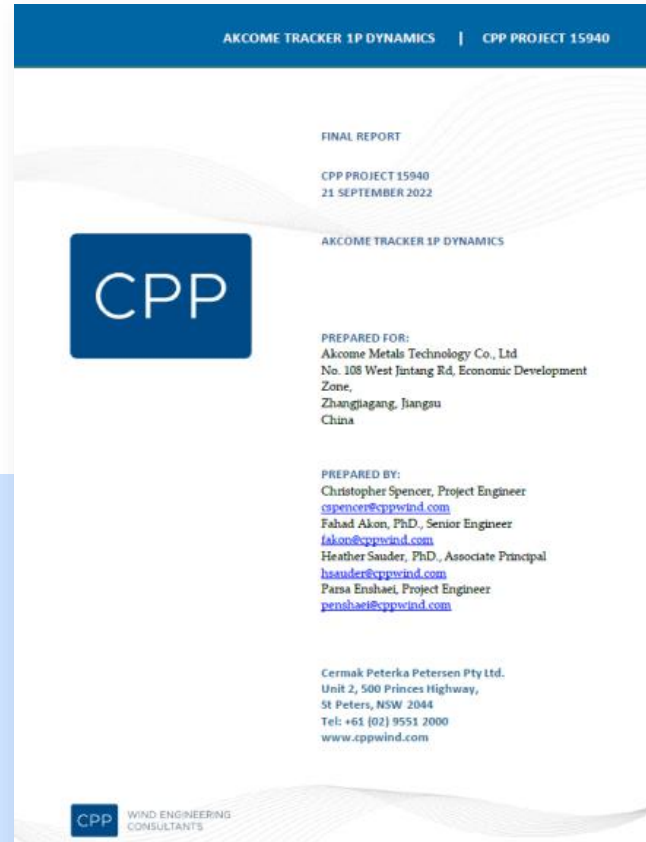 AKCOME TRACKER 1P DYNAMICS | CPP PROJECT 15940
FINAL REPORT
CPP PROJECT 15940
21 SEPTEMBER 2022
AKCOME TRACKER 1P DYNAMICS
CPP
PREPARED FOR:
Akcome Metals Technology Co., Ltd
No. 108 West Jintang Rd, Economic Development
Zone,
Zhangjiagang, Jiangsu
China
PREPARED BY:
Christopher Spencer, Project Engineer
cspencer@cppwind.com
Fahad Akon, PhD., Senior Engineer
fakon@cppwind.com
Heather Sauder, PhD., Associate Principal
hsauder@cppwind.com
Parsa Enshaei, Project Engineer
penshaei@cppwind.com
Cermak Peterka Petersen Pty Ltd.
Unit 2, 500 Princes Highway,
St Peters, NSW 2044
Tel: +61 (02) 9551 2000
www.cppwind.com
CPP WIND ENGINEERING
CONSULTANTS